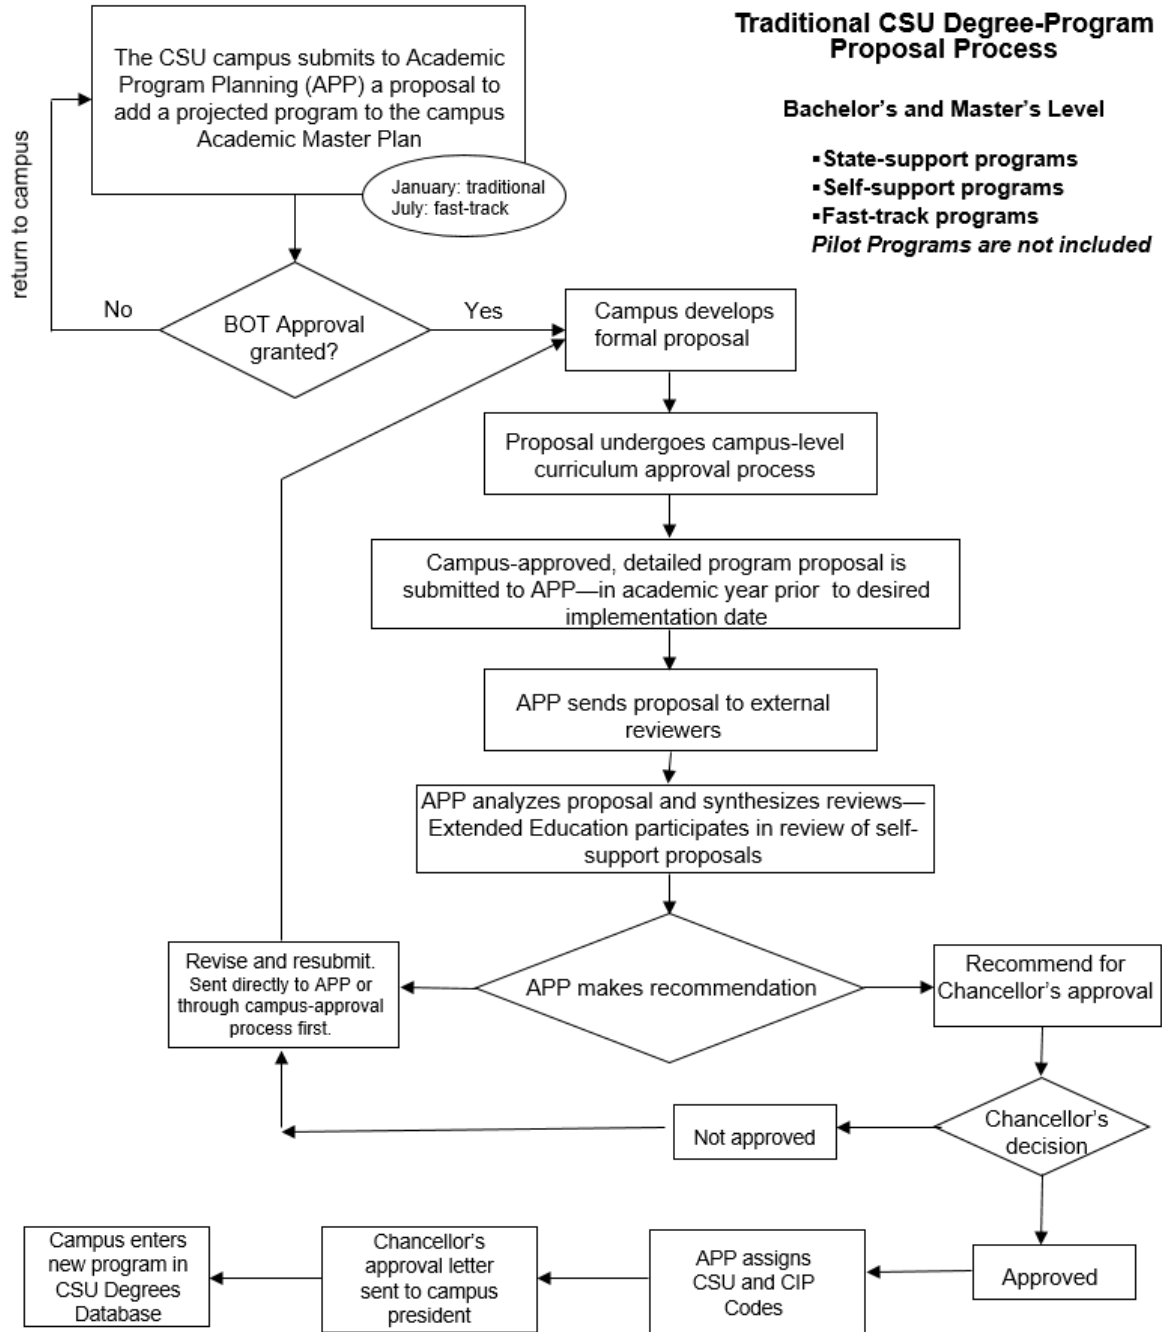 Traditional CSU Degree-Program
Proposal Process
Bachelor's and Master's Level
▪State-support programs
▪Self-support programs
▪Fast-track programs
Pilot Programs are not included
The CSU campus submits to Academic
Program Planning (APP) a proposal to
add a projected program to the campus
Academic Master Plan
January: traditional
July: fast-track
return to campus
No
BOT Approval
granted?
Yes
Campus develops
formal proposal
Proposal undergoes campus-level
curriculum approval process
Campus-approved, detailed program proposal is
submitted to APP—in academic year prior  to desired
implementation date
APP sends proposal to external
reviewers
APP analyzes proposal and synthesizes reviews—
Extended Education participates in review of self-
support proposals
APP makes recommendation
Revise and resubmit.
Sent directly to APP or
through campus-approval
process first.
Recommend for
Chancellor's approval
Chancellor's
decision
Not approved
Approved
APP assigns
CSU and CIP
Codes
Chancellor's
approval letter
sent to campus
president
Campus enters
new program in
CSU Degrees
Database